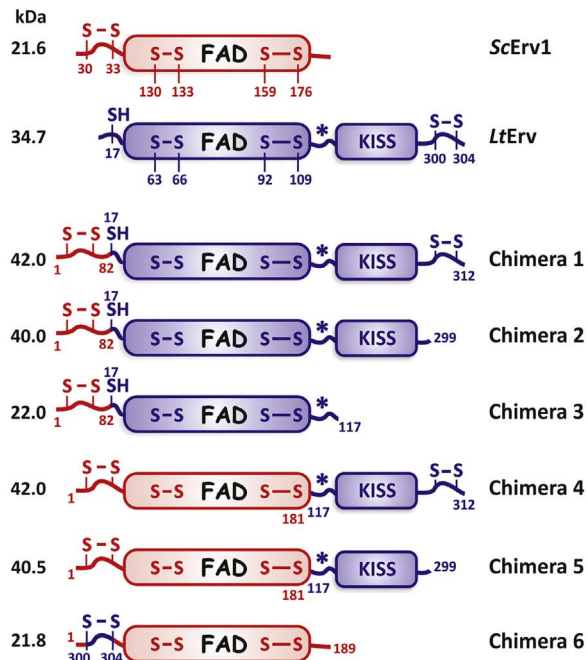 kDa
S-S
21.6 S-S FAD S-S ScErv1
30 33
130 133 159 176
SH S-S
34.7 S-S FAD S-S * KISS LtErv
17 300 304
63 66 92 109
17
S-S SH S-S
42.0 S-S FAD S-S * KISS Chimera 1
1 82 312
17
S-S SH
40.0 S-S FAD S-S * KISS 299 Chimera 2
1 82
17
S-S SH
22.0 S-S FAD S-S * Chimera 3
1 82 117
S-S S-S
42.0 S-S FAD S-S * KISS Chimera 4
1 181 117 312
S-S
40.5 S-S FAD S-S * KISS 299 Chimera 5
1 181 117
S-S
21.8 1 S-S FAD S-S 189 Chimera 6
300 304